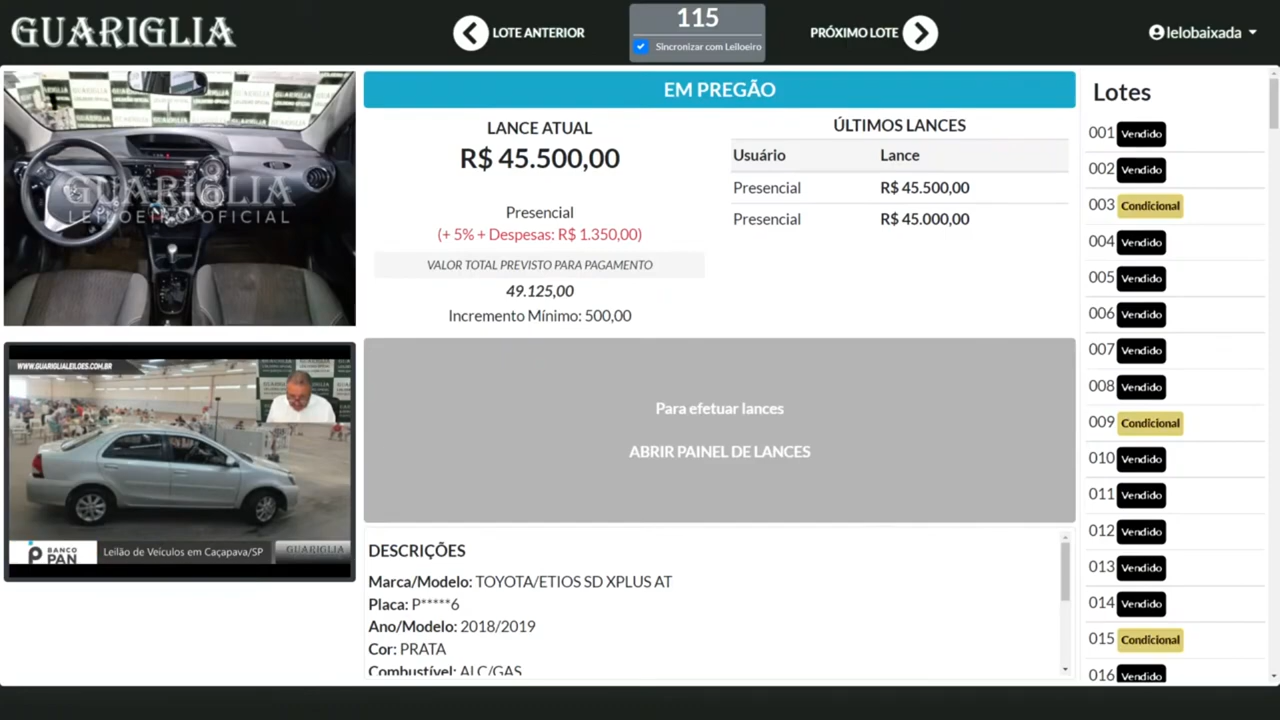 GUARIGLIA
LOTE ANTERIOR
115
Sincronizar com Leiloeiro
PRÓXIMO LOTE
lelobaixada
GUARIGLIA
LEILOEIRO OFICIAL
EM PREGÃO
LANCE ATUAL
R$ 45.500,00
Presencial
(+ 5% + Despesas: R$ 1.350,00)
VALOR TOTAL PREVISTO PARA PAGAMENTO
49.125,00
Incremento Mínimo: 500,00
ÚLTIMOS LANCES
Usuário Lance
Presencial R$ 45.500,00
Presencial R$ 45.000,00
WWW.GUARIGLIALEILOES.COM.BR
BANCO
PAN
Leilão de Veículos em Caçapava/SP
GUARIGLIA
Para efetuar lances
ABRIR PAINEL DE LANCES
DESCRIÇÕES
Marca/Modelo: TOYOTA/ETIOS SD XPLUS AT
Placa: P*****6
Ano/Modelo: 2018/2019
Cor: PRATA
Combustível: ALC/GAS
Lotes
001 Vendido
002 Vendido
003 Condicional
004 Vendido
005 Vendido
006 Vendido
007 Vendido
008 Vendido
009 Condicional
010 Vendido
011 Vendido
012 Vendido
013 Vendido
014 Vendido
015 Condicional
016 Vendido